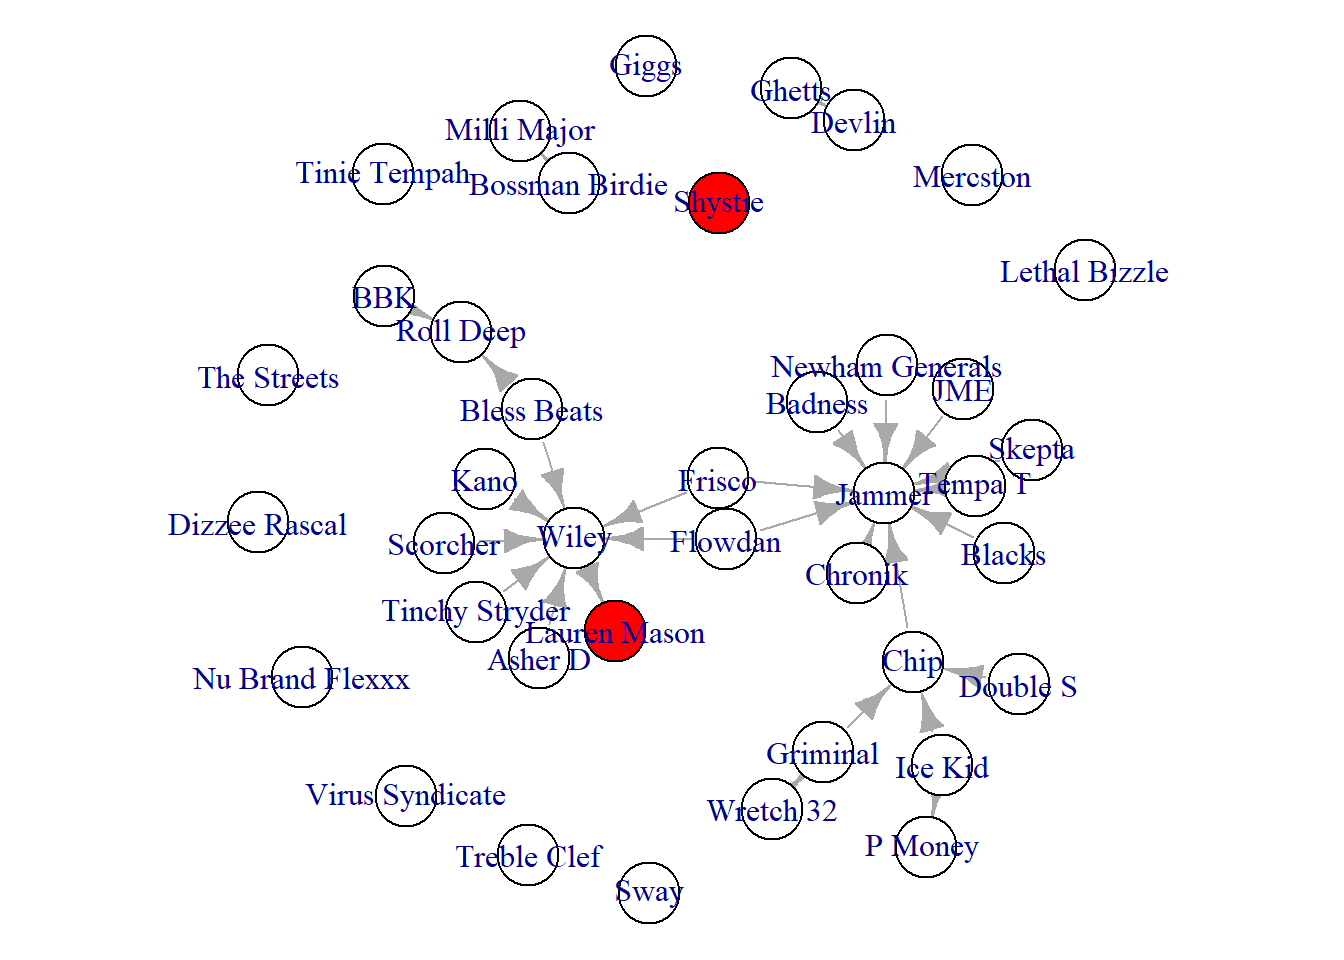 Giggs
Ghetts
Devlin
Milli Major
Tinie Tempah
Bossman Birdie
Mercston
Shystie
Lethal Bizzle
BBK
Roll Deep
The Streets
Newham Generals
JME
Badness
Bless Beats
Skepta
Kano
Frisco
Tempa T
Jammer
Dizzee Rascal
Wiley
Flowdan
Scorcher
Blacks
Chronik
Tinchy Stryder
Lauren Mason
Asher D
Chip
Nu Brand Flexxx
Double S
Griminal
Ice Kid
Virus Syndicate
Wretch 32
P Money
Treble Clef
Sway